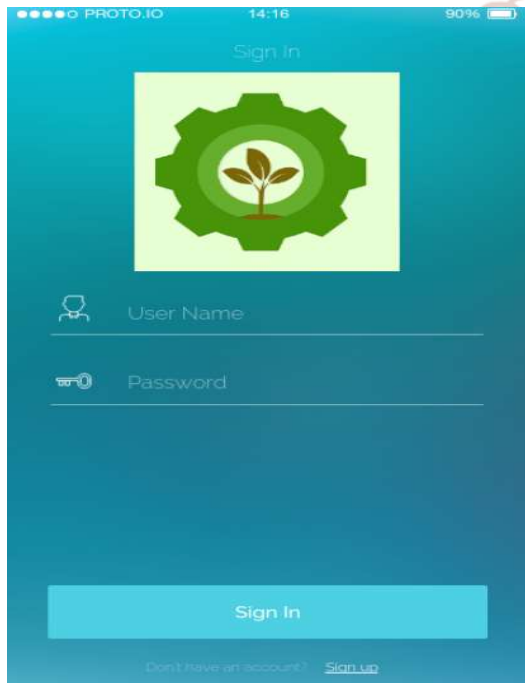 PROTO.IO 14:16 90%
Sign In
User Name
Password
Sign In
Don't have an account? Sign up